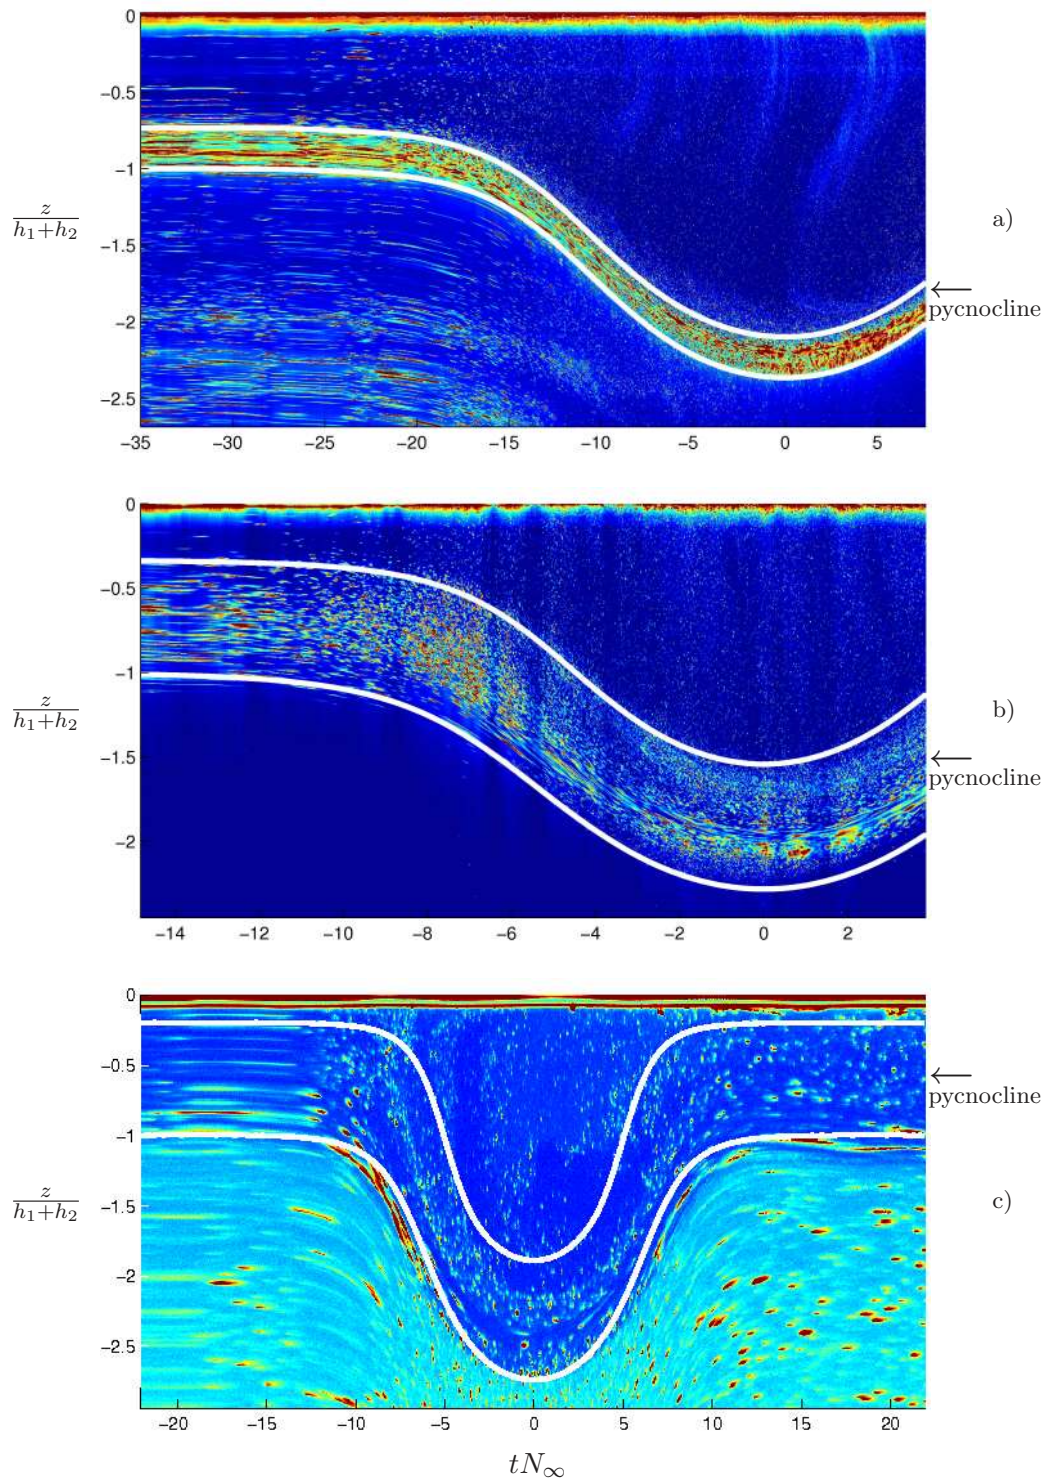 0
−0.5
−1
z
h₁+h₂
a)
−1.5
pycnocline
−2
−2.5
−35 −30 −25 −20 −15 −10 −5 0 5
0
−0.5
−1
z
h₁+h₂
b)
−1.5
pycnocline
−2
−14 −12 −10 −8 −6 −4 −2 0 2
0
−0.5
pycnocline
−1
z
h₁+h₂
c)
−1.5
−2
−2.5
−20 −15 −10 −5 0 5 10 15 20
tN∞